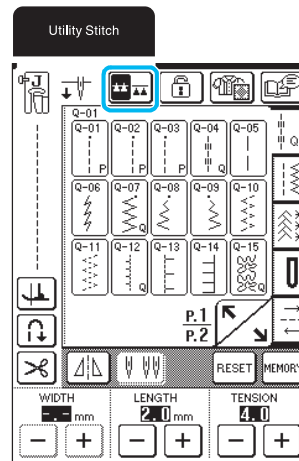 Utility Stitch
J
Q-01
Q-01 Q-02 Q-03 Q-04 Q-05
P P P Q
Q
Q-06 Q-07 Q-08 Q-09 Q-10
Q Q
Q-11 Q-12 Q-13 Q-14 Q-15
Q Q
P.1
P.2
RESET MEMORY
WIDTH LENGTH TENSION
-.- mm 2.0 mm 4.0
− + − + − +